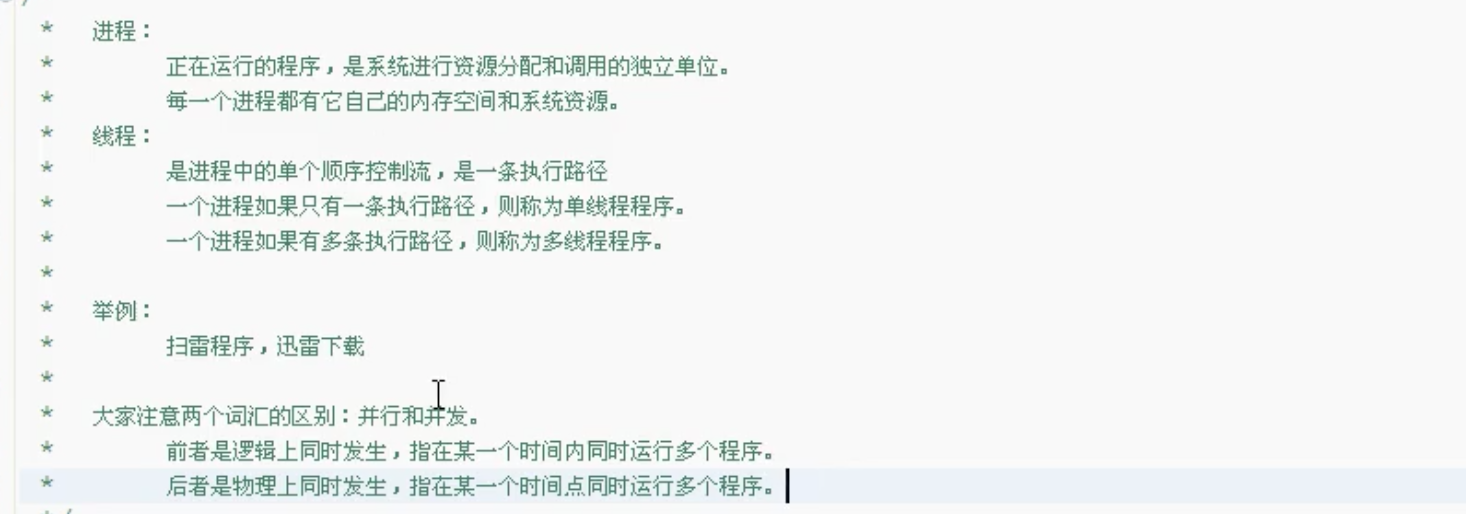 * 进程：
* 正在运行的程序，是系统进行资源分配和调用的独立单位。
* 每一个进程都有它自己的内存空间和系统资源。
* 线程：
* 是进程中的单个顺序控制流，是一条执行路径
* 一个进程如果只有一条执行路径，则称为单线程程序。
* 一个进程如果有多条执行路径，则称为多线程程序。
*
* 举例：
* 扫雷程序，迅雷下载
*
* 大家注意两个词汇的区别：并行和并发。
* 前者是逻辑上同时发生，指在某一个时间内同时运行多个程序。
* 后者是物理上同时发生，指在某一个时间点同时运行多个程序。